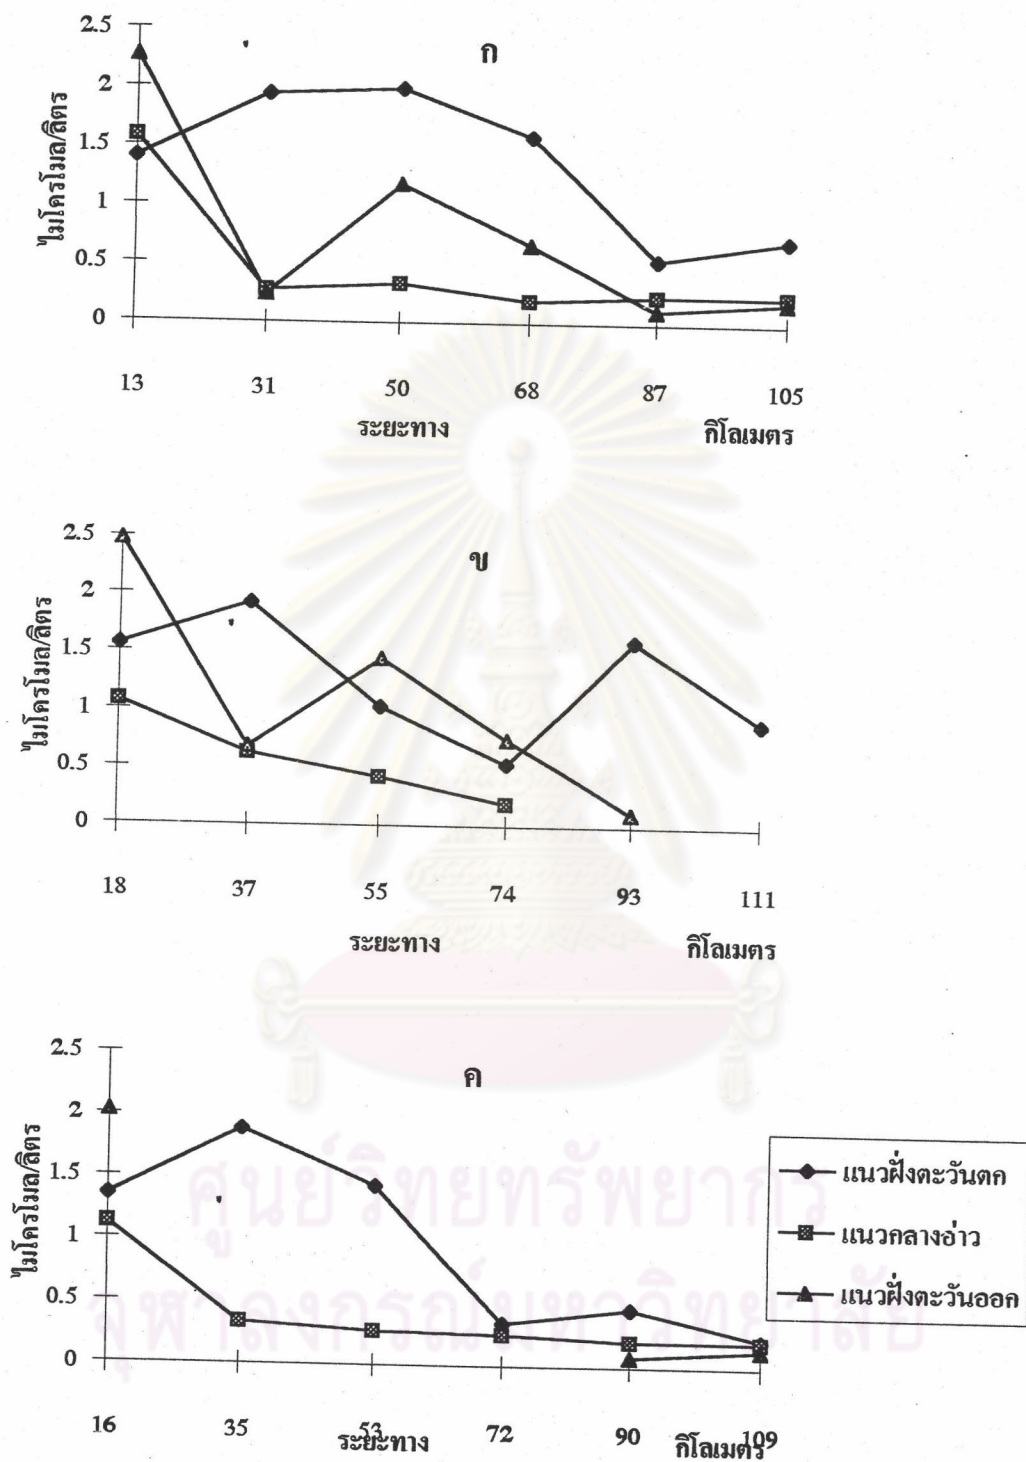 ก
2.5
2
1.5
1
0.5
0
ไมโครโมล/ลิตร
13 31 50 68 87 105
ระยะทาง กิโลเมตร
ข
2.5
2
1.5
1
0.5
0
ไมโครโมล/ลิตร
18 37 55 74 93 111
ระยะทาง กิโลเมตร
ค
2.5
2
1.5
1
0.5
0
ไมโครโมล/ลิตร
16 35 53 72 90 109
ระยะทาง กิโลเมตร
แนวฝั่งตะวันตก
แนวกลางอ่าว
แนวฝั่งตะวันออก
ศูนย์วิทยทรัพยากร
จุฬาลงกรณ์มหาวิทยาลัย